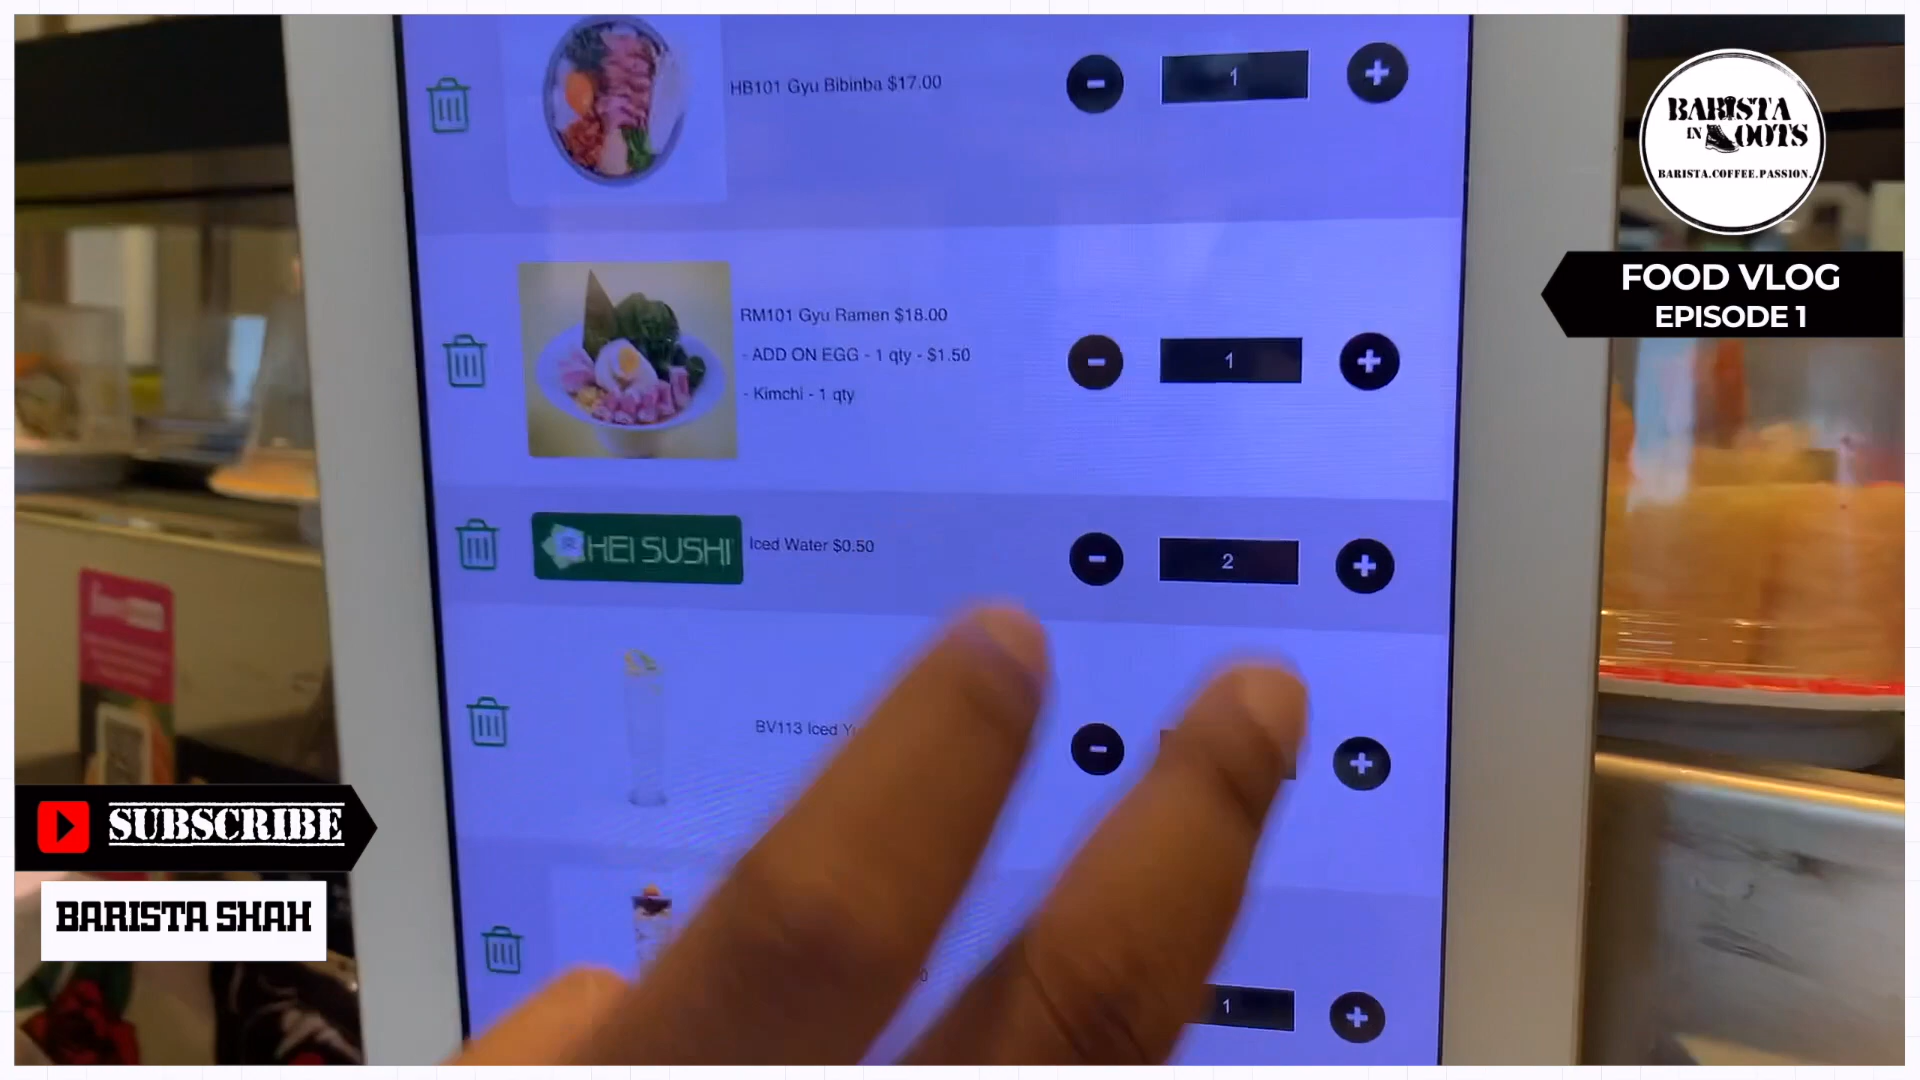 HB101 Gyu Bibinba $17.00
1
RM101 Gyu Ramen $18.00
- ADD ON EGG - 1 qty - $1.50
- Kimchi - 1 qty
1
HEI SUSHI
Iced Water $0.50
2
BV113 Iced
1
BARISTA
IN BOOTS
BARISTA.COFFEE.PASSION.
FOOD VLOG
EPISODE 1
SUBSCRIBE
BARISTA SHAH